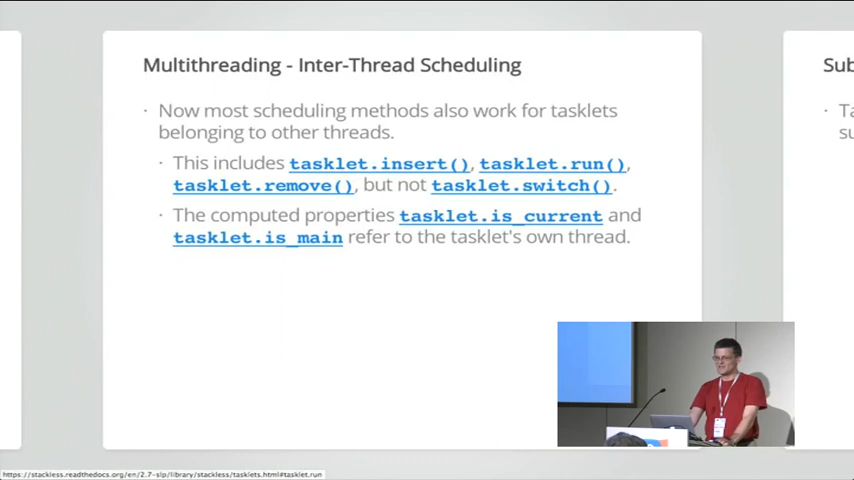 Multithreading - Inter-Thread Scheduling
· Now most scheduling methods also work for tasklets
belonging to other threads.
· This includes tasklet.insert(), tasklet.run(),
tasklet.remove(), but not tasklet.switch().
· The computed properties tasklet.is_current and
tasklet.is_main refer to the tasklet's own thread.
Sub
· Ta
su
https://stackless.readthedocs.org/en/2.7-slp/library/stackless/tasklets.html#tasklet.run